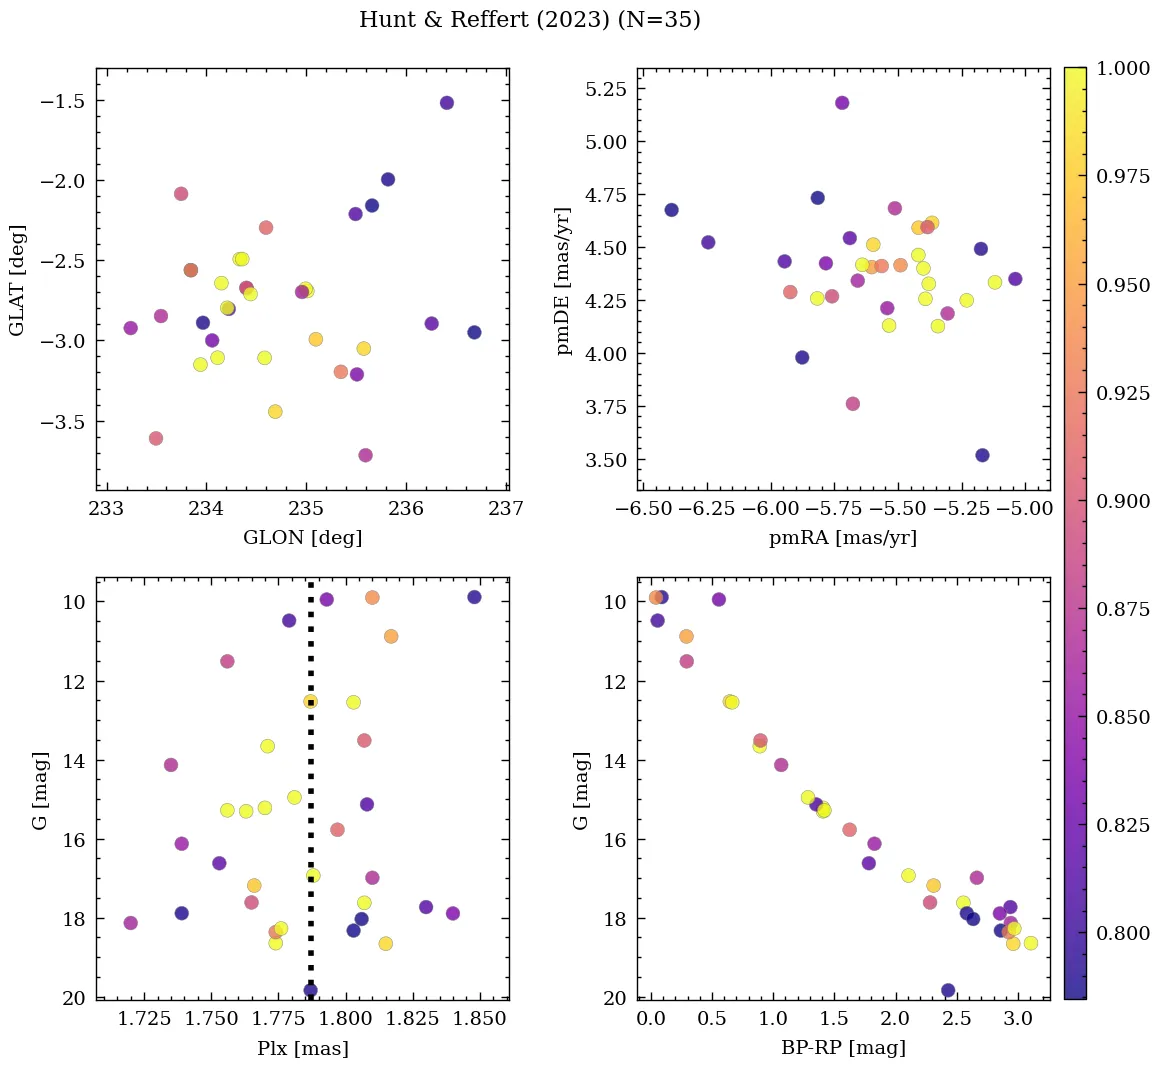 Hunt & Reffert (2023) (N=35)
−1.5
−2.0
−2.5
−3.0
−3.5
GLAT [deg]
233 234 235 236 237
GLON [deg]
5.25
5.00
4.75
4.50
4.25
4.00
3.75
3.50
pmDE [mas/yr]
−6.50 −6.25 −6.00 −5.75 −5.50 −5.25 −5.00
pmRA [mas/yr]
10
12
14
16
18
20
G [mag]
1.725 1.750 1.775 1.800 1.825 1.850
Plx [mas]
10
12
14
16
18
20
G [mag]
0.0 0.5 1.0 1.5 2.0 2.5 3.0
BP-RP [mag]
1.000
0.975
0.950
0.925
0.900
0.875
0.850
0.825
0.800